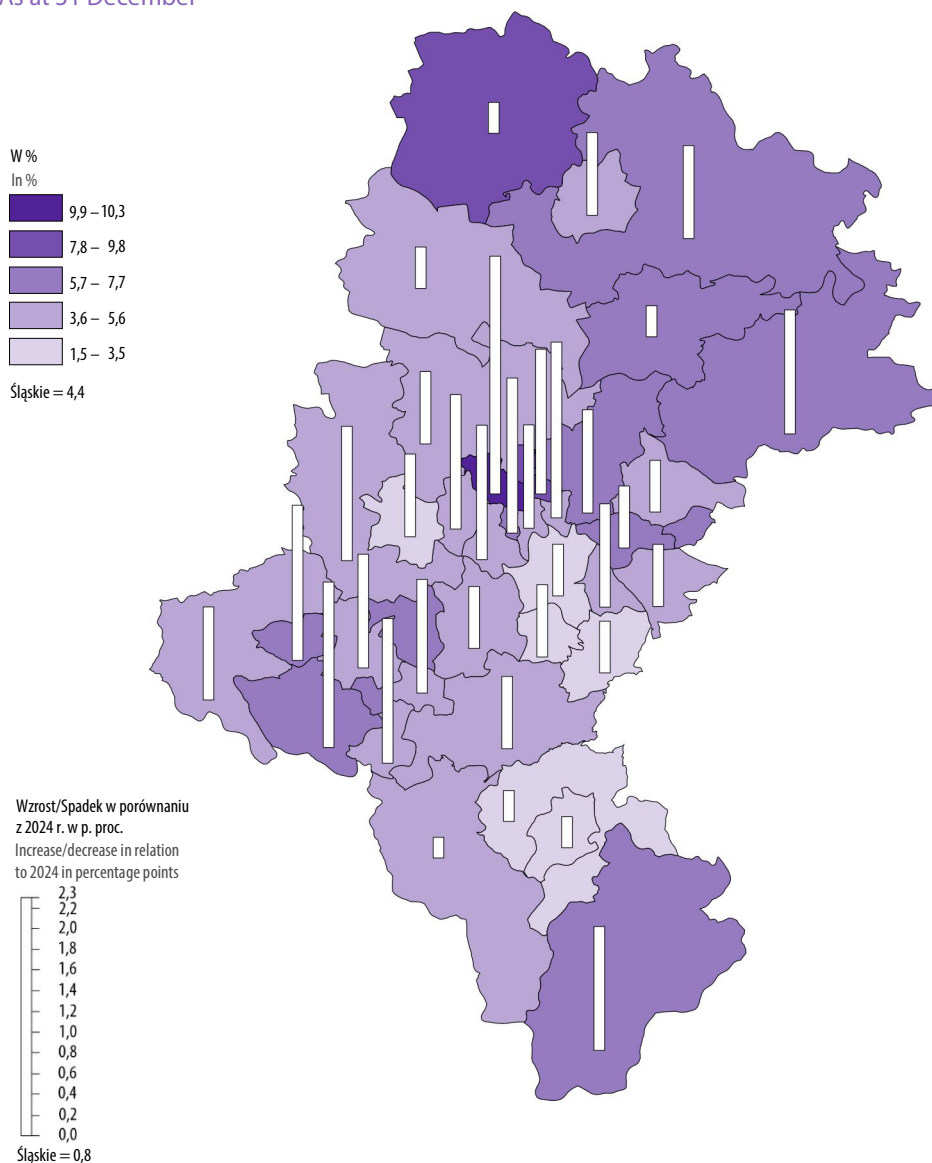 As at 31 December
W %
In %
9,9 – 10,3
7,8 – 9,8
5,7 – 7,7
3,6 – 5,6
1,5 – 3,5
Śląskie = 4,4
Wzrost/Spadek w porównaniu
z 2024 r. w p. proc.
Increase/decrease in relation
to 2024 in percentage points
2,3
2,2
2,0
1,8
1,6
1,4
1,2
1,0
0,8
0,6
0,4
0,2
0,0
Śląskie = 0,8